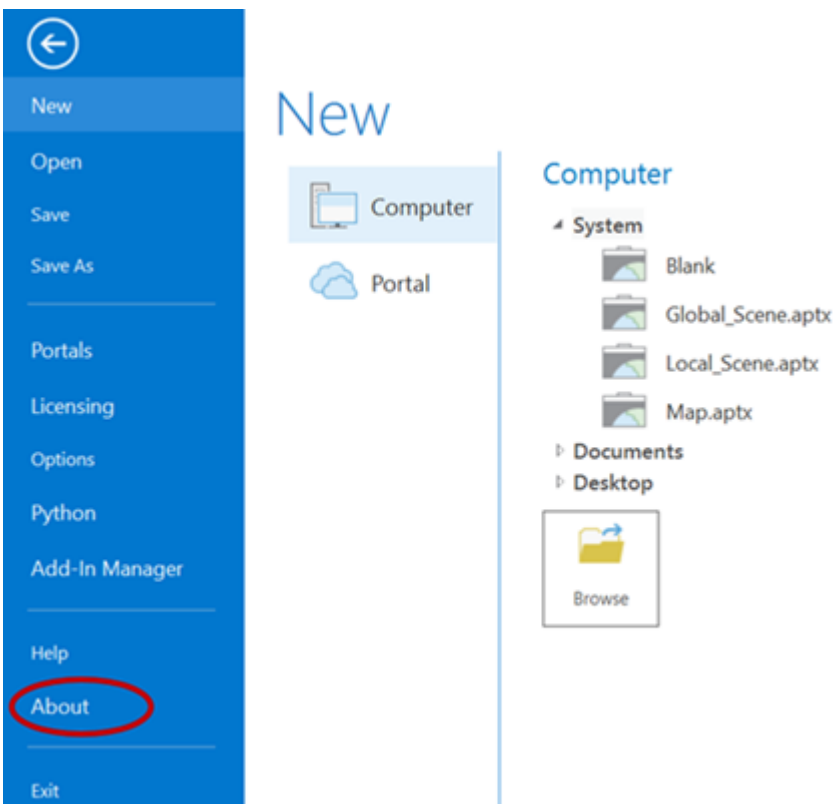 New
Open
Save
Save As
Portals
Licensing
Options
Python
Add-In Manager
Help
About
Exit
New
Computer
Portal
Computer
System
Blank
Global_Scene.aptx
Local_Scene.aptx
Map.aptx
Documents
Desktop
Browse